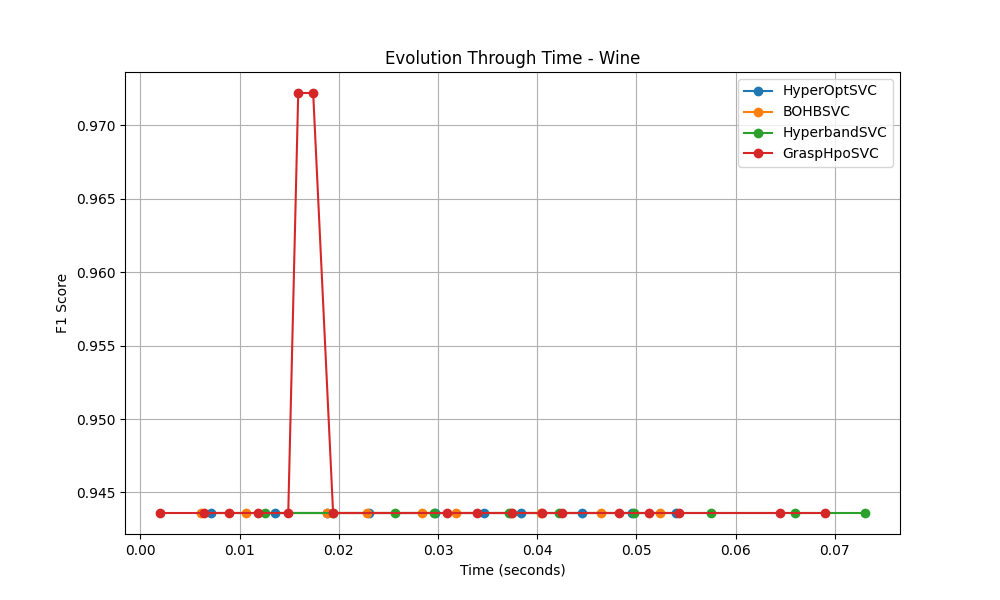 Evolution Through Time - Wine
HyperOptSVC
BOHBSVC
HyperbandSVC
GraspHpoSVC
F1 Score
0.970
0.965
0.960
0.955
0.950
0.945
0.00 0.01 0.02 0.03 0.04 0.05 0.06 0.07
Time (seconds)